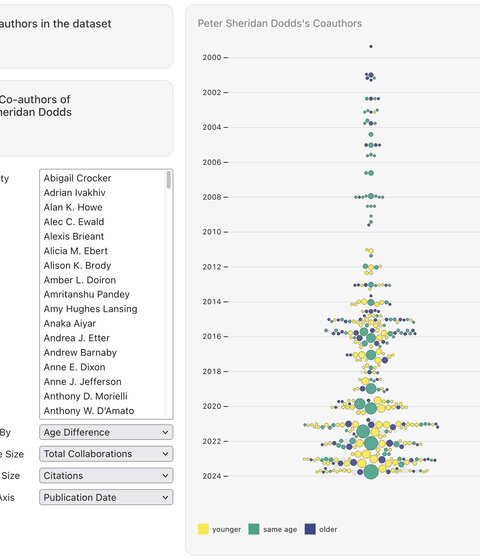 authors in the dataset
Co-authors of
heridan Dodds
ty
Abigail Crocker
Adrian Ivakhiv
Alan K. Howe
Alec C. Ewald
Alexis Brieant
Alicia M. Ebert
Alison K. Brody
Amber L. Doiron
Amritanshu Pandey
Amy Hughes Lansing
Anaka Aiyar
Andrea J. Etter
Andrew Barnaby
Anne E. Dixon
Anne J. Jefferson
Anthony D. Morielli
Anthony W. D'Amato
By Age Difference
e Size Total Collaborations
Size Citations
Axis Publication Date
Peter Sheridan Dodds's Coauthors
2000
2002
2004
2006
2008
2010
2012
2014
2016
2018
2020
2022
2024
younger same age older